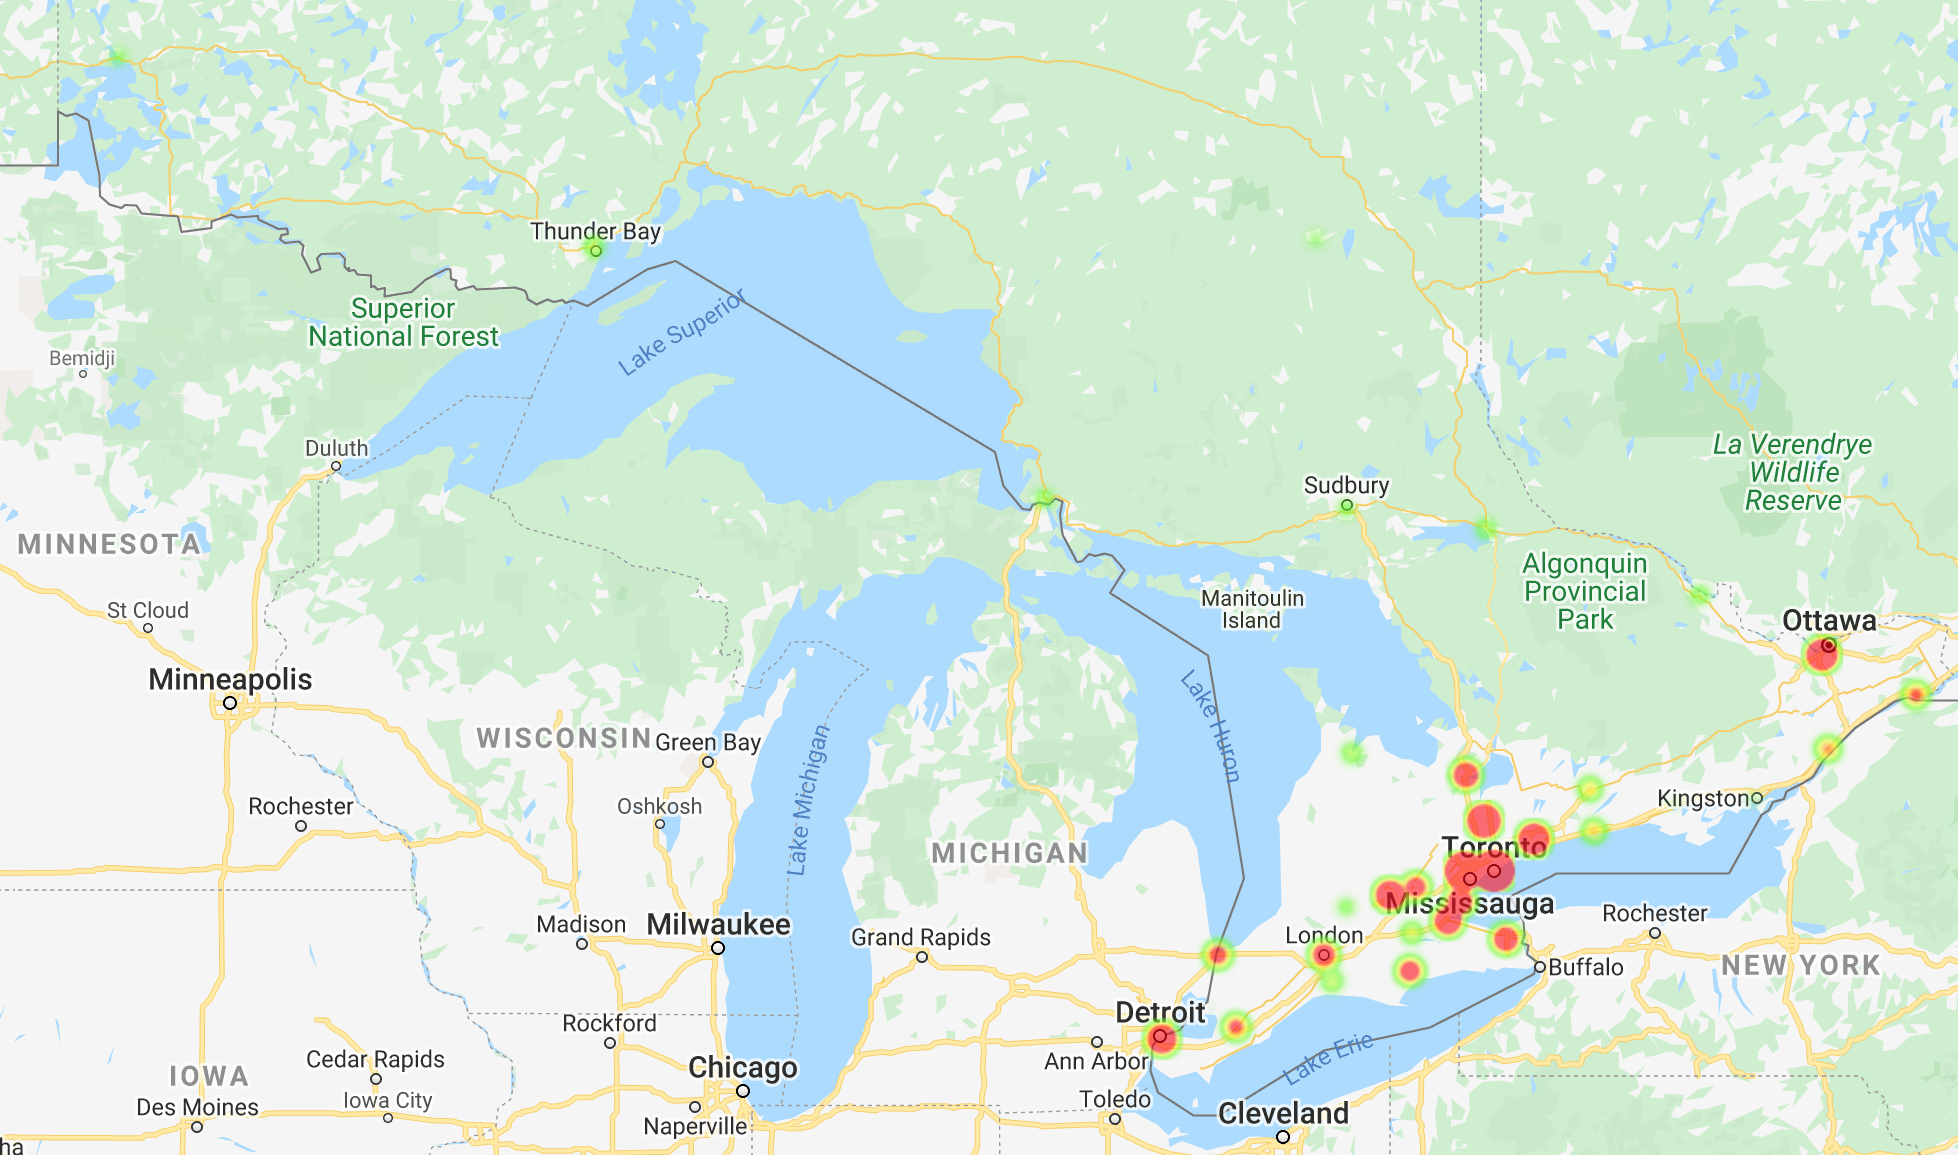 Thunder Bay
Superior
National Forest
Lake Superior
Bemidji
Duluth
La Verendrye
Wildlife
Reserve
Sudbury
MINNESOTA
Algonquin
Provincial
Park
Manitoulin
Island
St Cloud
Ottawa
Minneapolis
Lake Huron
WISCONSIN
Green Bay
Lake Michigan
Rochester
Oshkosh
Kingston
MICHIGAN
Toronto
Mississauga
Madison
Milwaukee
Grand Rapids
London
Rochester
Buffalo
NEW YORK
Rockford
Detroit
Cedar Rapids
Ann Arbor
Lake Erie
IOWA
Chicago
Iowa City
Des Moines
Toledo
Cleveland
Naperville
ha